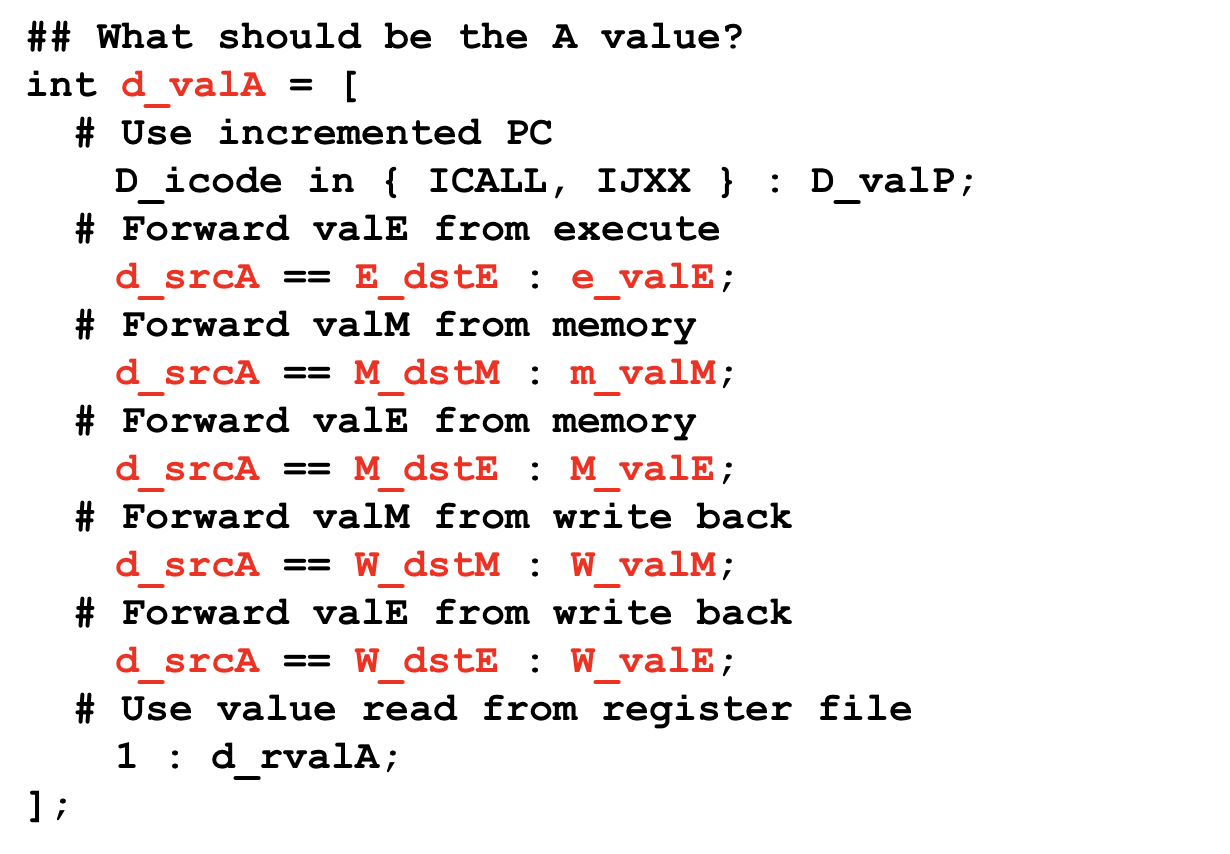 ## What should be the A value?
int d_valA = [
  # Use incremented PC
    D_icode in { ICALL, IJXX } : D_valP;
  # Forward valE from execute
    d_srcA == E_dstE : e_valE;
  # Forward valM from memory
    d_srcA == M_dstM : m_valM;
  # Forward valE from memory
    d_srcA == M_dstE : M_valE;
  # Forward valM from write back
    d_srcA == W_dstM : W_valM;
  # Forward valE from write back
    d_srcA == W_dstE : W_valE;
  # Use value read from register file
    1 : d_rvalA;
];